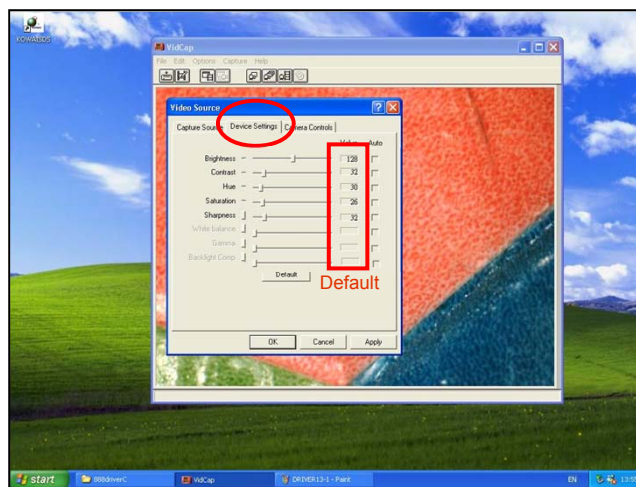 VidCap
File Edit Options Capture Help
Video Source
Capture Source Device Settings Camera Controls
Value Auto
Brightness 128
Contrast 32
Hue 30
Saturation 26
Sharpness 32
White balance
Gamma
Backlight Comp
Default
Default
OK Cancel Apply
start 888driverC VidCap DRIVER13-1 - Paint EN